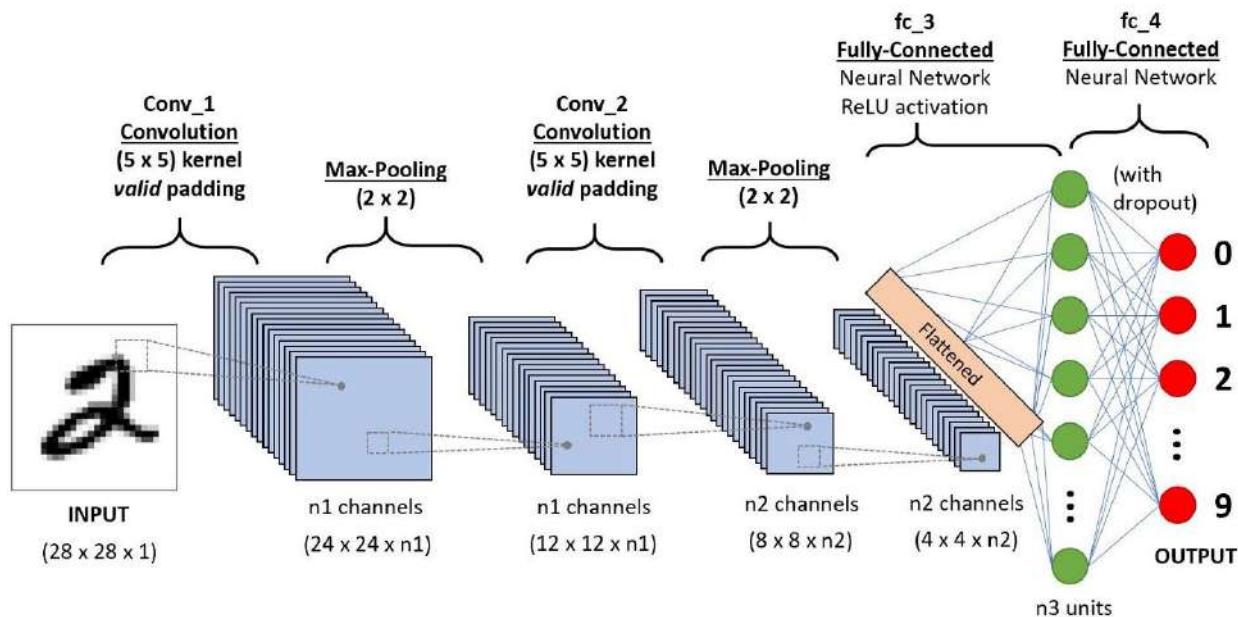 fc_3
Fully-Connected
Neural Network
ReLU activation
fc_4
Fully-Connected
Neural Network
Conv_1
Convolution
(5 x 5) kernel
valid padding
Max-Pooling
(2 x 2)
Conv_2
Convolution
(5 x 5) kernel
valid padding
Max-Pooling
(2 x 2)
(with
dropout)
Flattened
0
1
2
9
2
INPUT
(28 x 28 x 1)
n1 channels
(24 x 24 x n1)
n1 channels
(12 x 12 x n1)
n2 channels
(8 x 8 x n2)
n2 channels
(4 x 4 x n2)
OUTPUT
n3 units